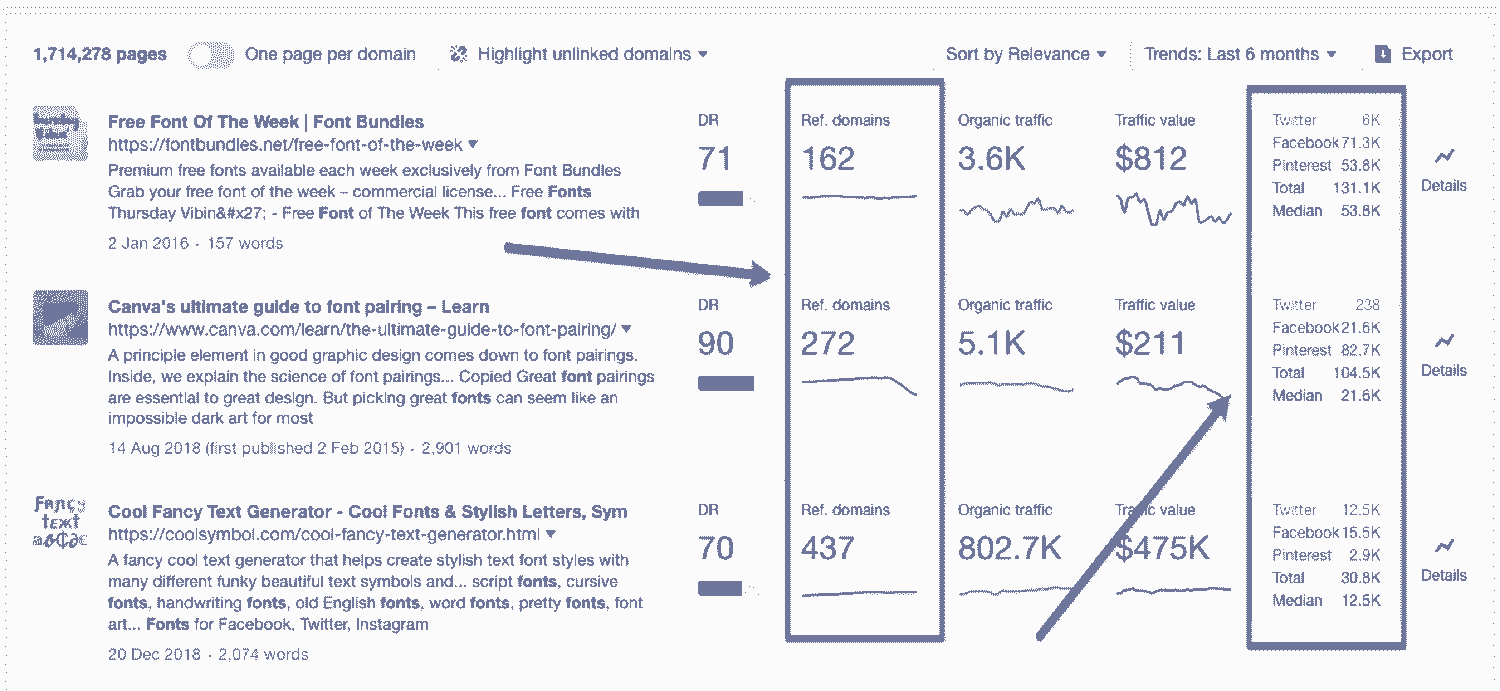 1,714,278 pages One page per domain Highlight unlinked domains Sort by Relevance Trends: Last 6 months Export
Free Font Of The Week | Font Bundles
https://fontbundles.net/free-font-of-the-week
Premium free fonts available each week exclusively from Font Bundles
Grab your free font of the week – commercial license... Free Fonts
Thursday Vibin&#x27; - Free Font of The Week This free font comes with
2 Jan 2016 - 157 words
DR
71
Ref. domains
162
Organic traffic
3.6K
Traffic value
$812
Twitter 6K
Facebook 71.3K
Pinterest 53.8K
Total 131.1K
Median 53.8K
Details
Canva's ultimate guide to font pairing – Learn
https://www.canva.com/learn/the-ultimate-guide-to-font-pairing/
A principle element in good graphic design comes down to font pairings.
Inside, we explain the science of font pairings... Copied Great font pairings
are essential to great design. But picking great fonts can seem like an
impossible dark art for most
14 Aug 2018 (first published 2 Feb 2015) - 2,901 words
DR
90
Ref. domains
272
Organic traffic
5.1K
Traffic value
$211
Twitter 238
Facebook 21.6K
Pinterest 82.7K
Total 104.5K
Median 21.6K
Details
Fancy
text
abcde
Cool Fancy Text Generator - Cool Fonts & Stylish Letters, Sym
https://coolsymbol.com/cool-fancy-text-generator.html
A fancy cool text generator that helps create stylish text font styles with
many different funky beautiful text symbols and... script fonts, cursive
fonts, handwriting fonts, old English fonts, word fonts, pretty fonts, font
art... Fonts for Facebook, Twitter, Instagram
20 Dec 2018 - 2,074 words
DR
70
Ref. domains
437
Organic traffic
802.7K
Traffic value
$475K
Twitter 12.5K
Facebook 15.5K
Pinterest 2.9K
Total 30.8K
Median 12.5K
Details